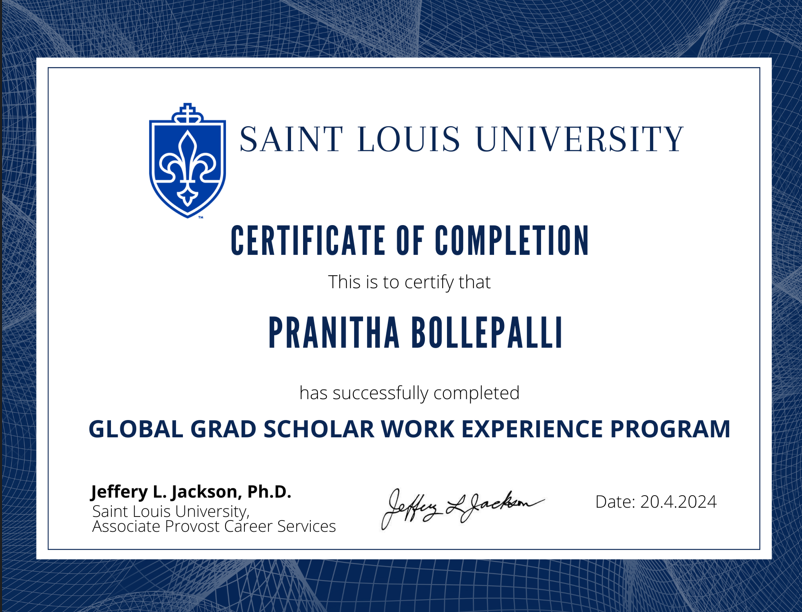 SAINT LOUIS UNIVERSITY
TM
CERTIFICATE OF COMPLETION
This is to certify that
PRANITHA BOLLEPALLI
has successfully completed
GLOBAL GRAD SCHOLAR WORK EXPERIENCE PROGRAM
Jeffery L. Jackson, Ph.D.
Saint Louis University,
Associate Provost Career Services
Jeffery L Jackson
Date: 20.4.2024